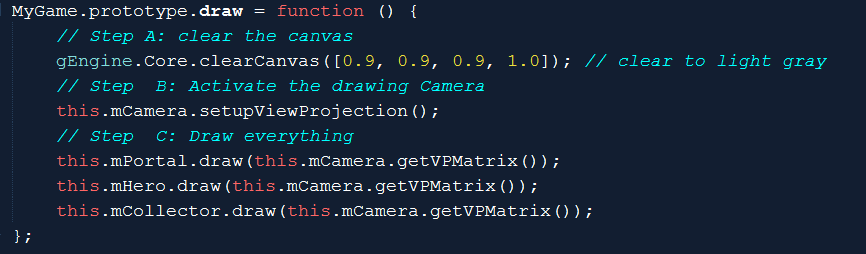 MyGame.prototype.draw = function () {
    // Step A: clear the canvas
    gEngine.Core.clearCanvas([0.9, 0.9, 0.9, 1.0]); // clear to light gray
    // Step  B: Activate the drawing Camera
    this.mCamera.setupViewProjection();
    // Step  C: Draw everything
    this.mPortal.draw(this.mCamera.getVPMatrix());
    this.mHero.draw(this.mCamera.getVPMatrix());
    this.mCollector.draw(this.mCamera.getVPMatrix());
};